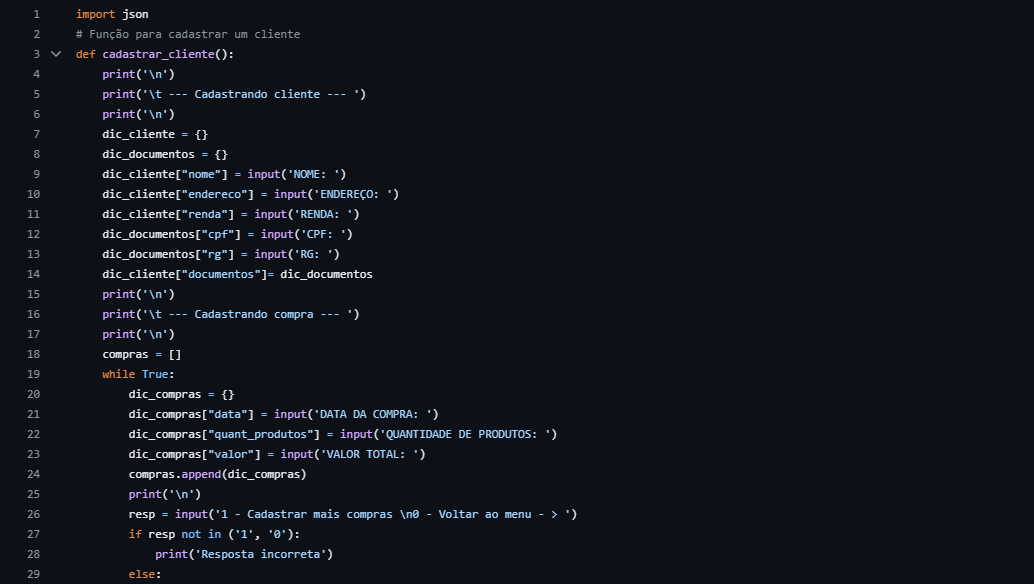 1 import json
2 # Função para cadastrar um cliente
3 def cadastrar_cliente():
4 print('\n')
5 print('\t --- Cadastrando cliente --- ')
6 print('\n')
7 dic_cliente = {}
8 dic_documentos = {}
9 dic_cliente["nome"] = input('NOME: ')
10 dic_cliente["endereco"] = input('ENDEREÇO: ')
11 dic_cliente["renda"] = input('RENDA: ')
12 dic_documentos["cpf"] = input('CPF: ')
13 dic_documentos["rg"] = input('RG: ')
14 dic_cliente["documentos"]= dic_documentos
15 print('\n')
16 print('\t --- Cadastrando compra --- ')
17 print('\n')
18 compras = []
19 while True:
20 dic_compras = {}
21 dic_compras["data"] = input('DATA DA COMPRA: ')
22 dic_compras["quant_produtos"] = input('QUANTIDADE DE PRODUTOS: ')
23 dic_compras["valor"] = input('VALOR TOTAL: ')
24 compras.append(dic_compras)
25 print('\n')
26 resp = input('1 - Cadastrar mais compras \n0 - Voltar ao menu - > ')
27 if resp not in ('1', '0'):
28 print('Resposta incorreta')
29 else: